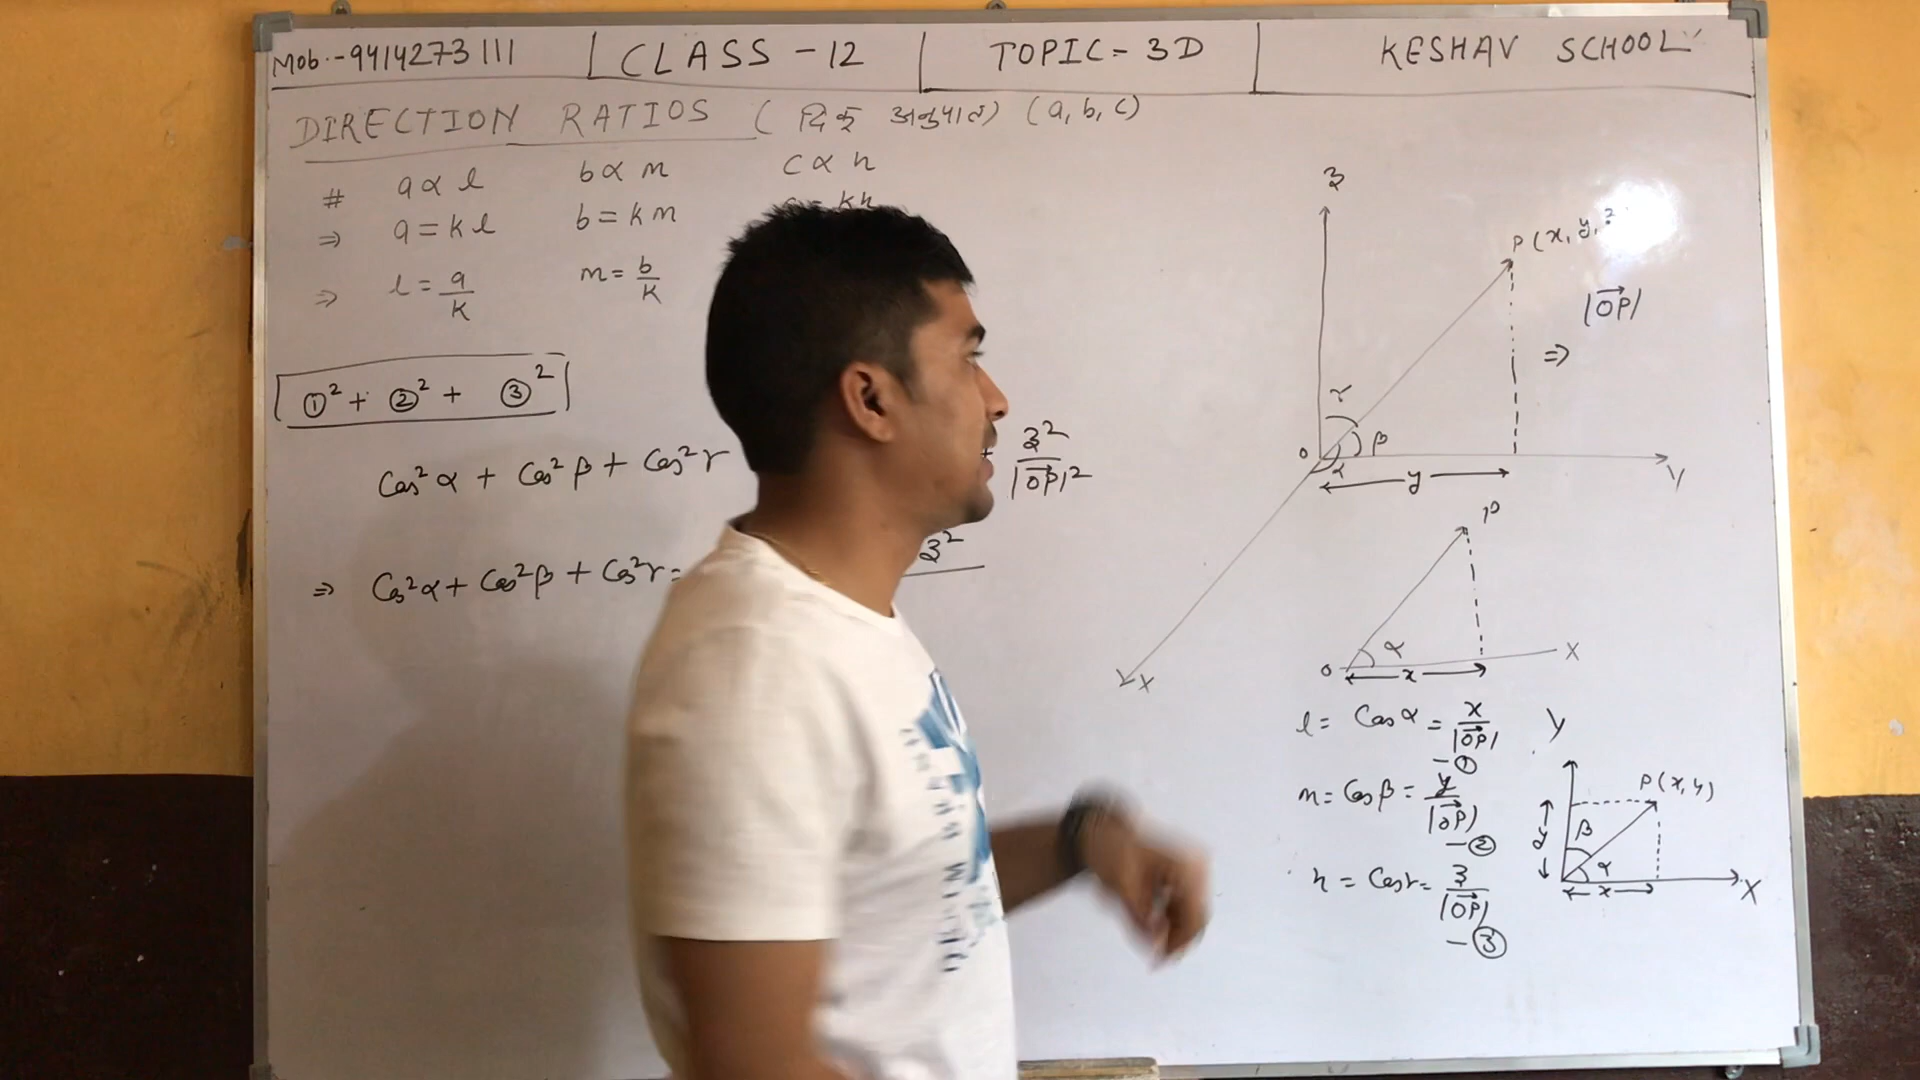 Mob.-9414273111 CLASS-12 TOPIC=3D KESHAV SCHOOL
DIRECTION RATIOS (दिक् अनुपात) (a, b, c)
# a ∝ l b ∝ m c ∝ n
⇒ a = kl b = km = kn
⇒ l = a/k m = b/k
①² + ②² + ③²
Cos²α + Cos²β + Cos²γ + z²/|OP|²
⇒ Cos²α + Cos²β + Cos²γ = z²
z
P(x, y, z
|OP|
⇒
γ
o β
α
y
Y
X
P
α
o X
x
l = Cosα = x/|OP| -①
m = Cosβ = y/|OP| -②
n = Cosγ = z/|OP| -③
Y
P(x, y)
y β
α
x X